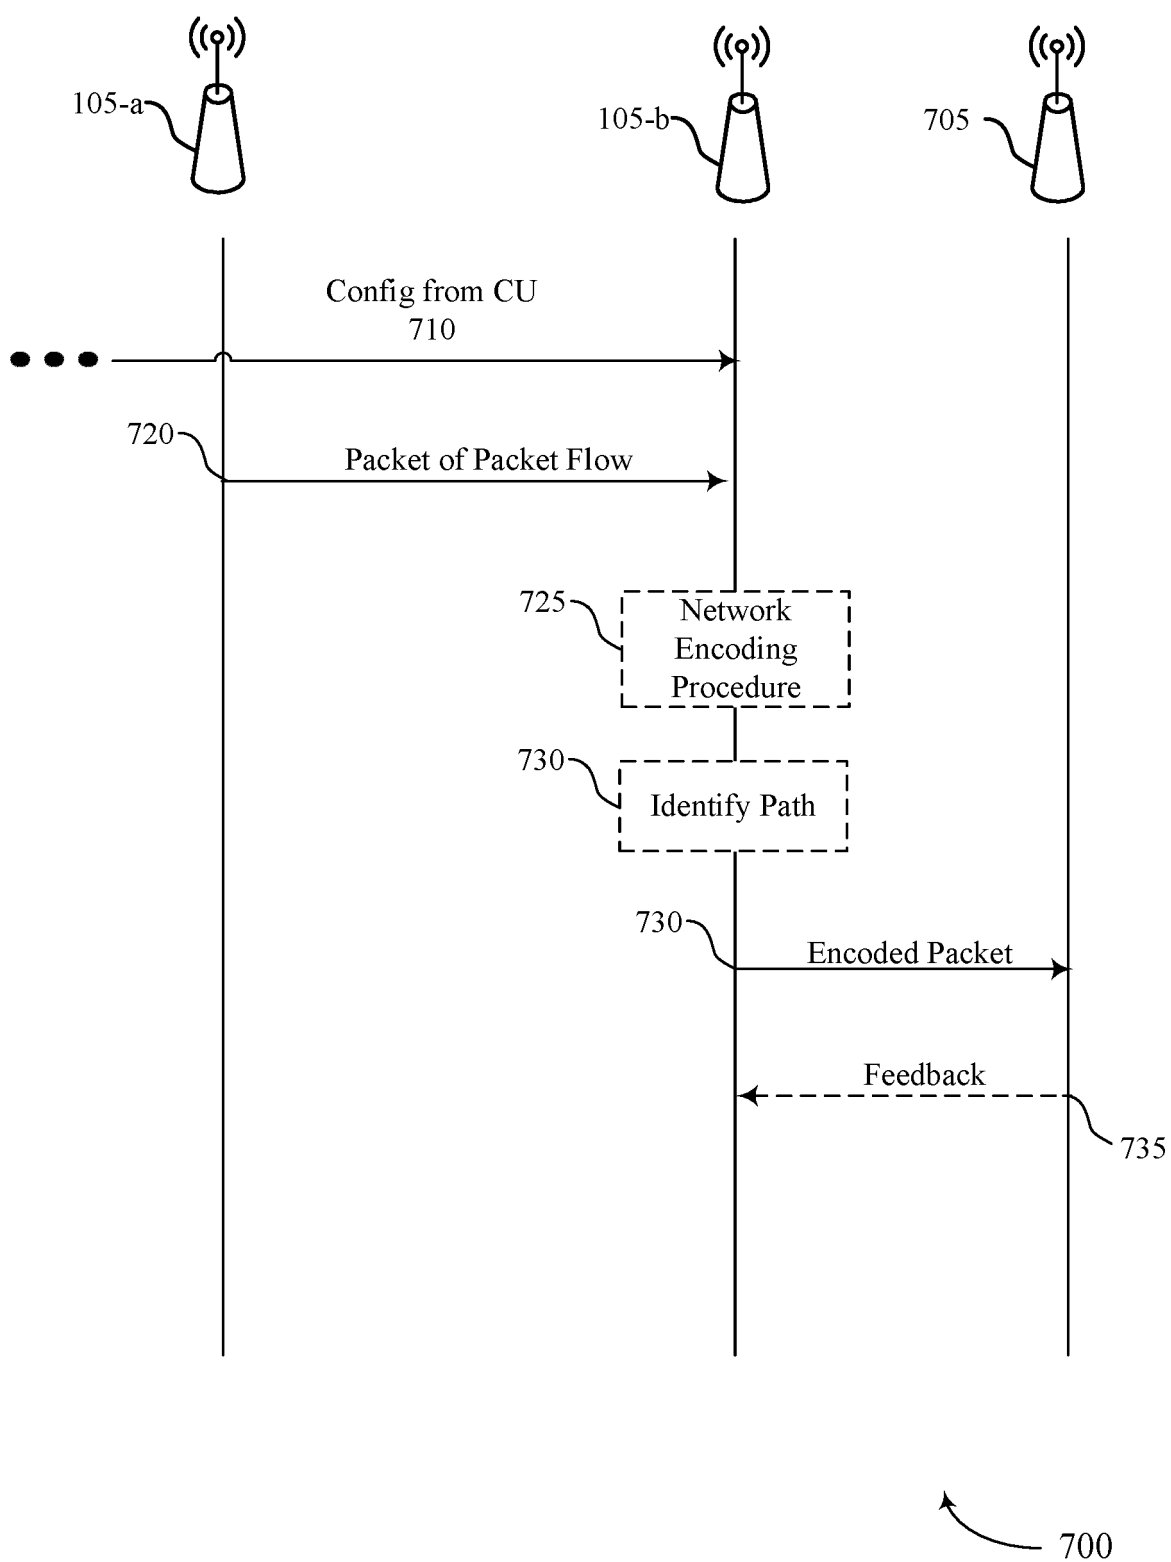 105-a
105-b
705
Config from CU
710
720
Packet of Packet Flow
725
Network
Encoding
Procedure
730
Identify Path
730
Encoded Packet
Feedback
735
700